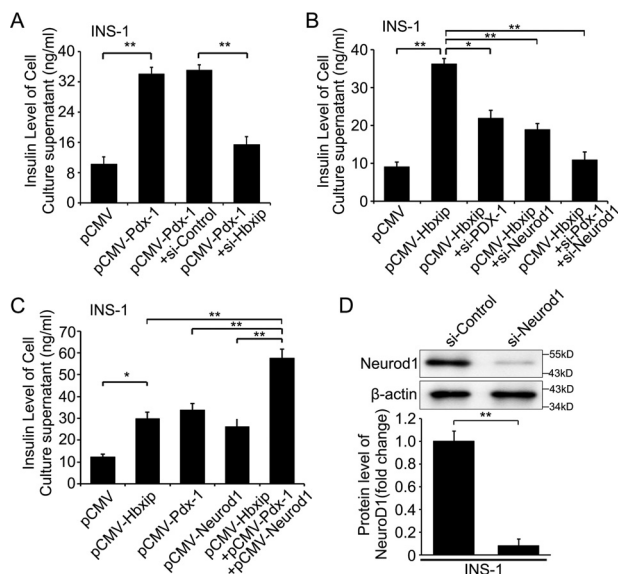 A
INS-1
Insulin Level of Cell
Culture supernatant (ng/ml)
40
32
24
16
8
0
**
**
pCMV
pCMV-Pdx-1
pCMV-Pdx-1
+si-Control
pCMV-Pdx-1
+si-Hbxip
B
INS-1
Insulin Level of Cell
Culture supernatant (ng/ml)
50
40
30
20
10
0
**
**
**
*
pCMV
pCMV-Hbxip
pCMV-Hbxip
+si-PDX-1
pCMV-Hbxip
+si-Neurod1
pCMV-Hbxip
+si-Pdx-1
+si-Neurod1
C
INS-1
Insulin Level of Cell
Culture supernatant (ng/ml)
70
60
50
40
30
20
10
0
**
**
**
*
pCMV
pCMV-Hbxip
pCMV-Pdx-1
pCMV-Neurod1
pCMV-Hbxip
+pCMV-Pdx-1
+pCMV-Neurod1
D
si-Control
si-Neurod1
Neurod1
55kD
43kD
β-actin
43kD
34kD
Protein level of
NeuroD1(fold change)
1.2
1.0
0.8
0.6
0.4
0.2
0
**
INS-1